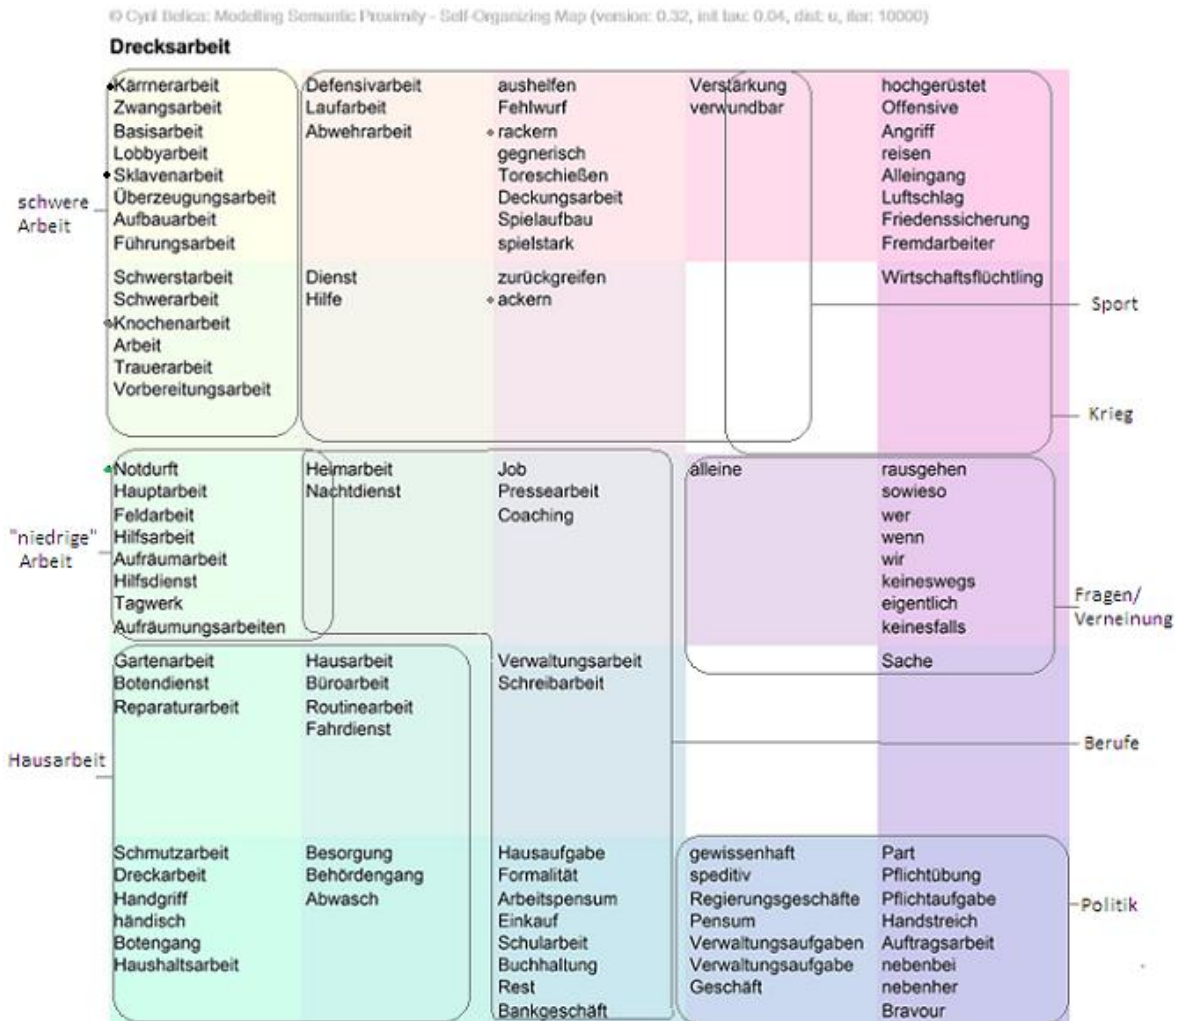 © Cyril Belica: Modelling Semantic Proximity - Self-Organizing Map (version: 0.32, init tau: 0.04, dist: u, iter: 10000)
Drecksarbeit
Kärrnerarbeit
Zwangsarbeit
Basisarbeit
Lobbyarbeit
Sklavenarbeit
Überzeugungsarbeit
Aufbauarbeit
Führungsarbeit
Defensivarbeit
Laufarbeit
Abwehrarbeit
aushelfen
Fehlwurf
rackern
gegnerisch
Toreschießen
Deckungsarbeit
Spielaufbau
spielstark
Verstärkung
verwundbar
hochgerüstet
Offensive
Angriff
reisen
Alleingang
Luftschlag
Friedenssicherung
Fremdarbeiter
schwere
Arbeit
Schwerstarbeit
Schwerarbeit
Knochenarbeit
Arbeit
Trauerarbeit
Vorbereitungsarbeit
Dienst
Hilfe
zurückgreifen
ackern
Wirtschaftsflüchtling
Sport
Krieg
Notdurft
Hauptarbeit
Feldarbeit
Hilfsarbeit
Aufräumarbeit
Hilfsdienst
Tagwerk
Aufräumungsarbeiten
Heimarbeit
Nachtdienst
Job
Pressearbeit
Coaching
alleine
rausgehen
sowieso
wer
wenn
wir
keineswegs
eigentlich
keinesfalls
"niedrige"
Arbeit
Fragen/
Verneinung
Gartenarbeit
Botendienst
Reparaturarbeit
Hausarbeit
Büroarbeit
Routinearbeit
Fahrdienst
Verwaltungsarbeit
Schreibarbeit
Sache
Hausarbeit
Berufe
Schmutzarbeit
Dreckarbeit
Handgriff
händisch
Botengang
Haushaltsarbeit
Besorgung
Behördengang
Abwasch
Hausaufgabe
Formalität
Arbeitspensum
Einkauf
Schularbeit
Buchhaltung
Rest
Bankgeschäft
gewissenhaft
speditiv
Regierungsgeschäfte
Pensum
Verwaltungsaufgaben
Verwaltungsaufgabe
Geschäft
Part
Pflichtübung
Pflichtaufgabe
Handstreich
Auftragsarbeit
nebenbei
nebenher
Bravour
Politik